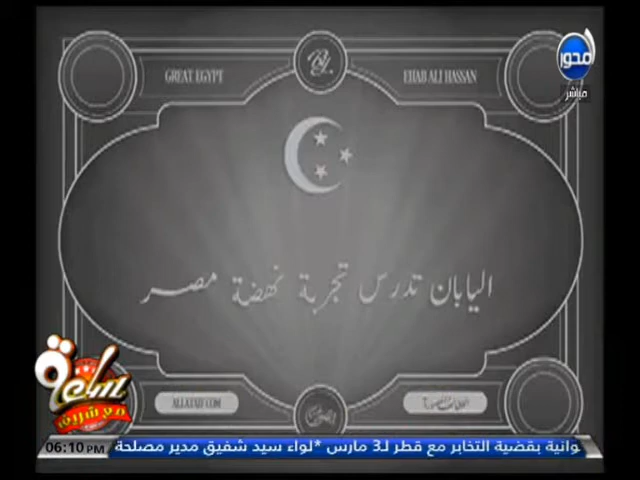 GREAT EGYPT
EHAB ALI HASSAN
محور
مباشر
اليابان تدرس تجربة نهضة مصر
ساعة
مع شريف
06:10 PM
وانية بقضية التخابر مع قطر لـ3 مارس *لواء سيد شفيق مدير مصلحة